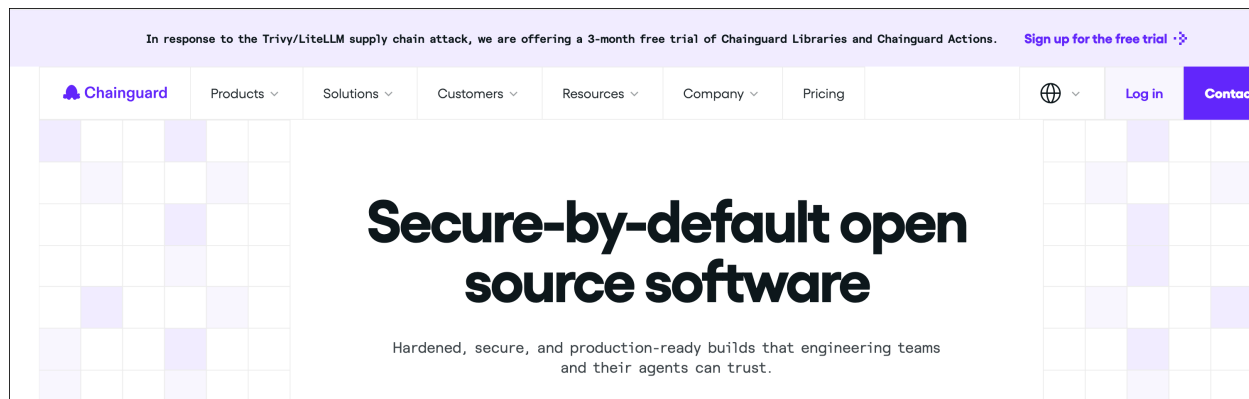 In response to the Trivy/LiteLLM supply chain attack, we are offering a 3-month free trial of Chainguard Libraries and Chainguard Actions. Sign up for the free trial
Chainguard Products Solutions Customers Resources Company Pricing Log in
Secure-by-default open
source software
Hardened, secure, and production-ready builds that engineering teams
and their agents can trust.